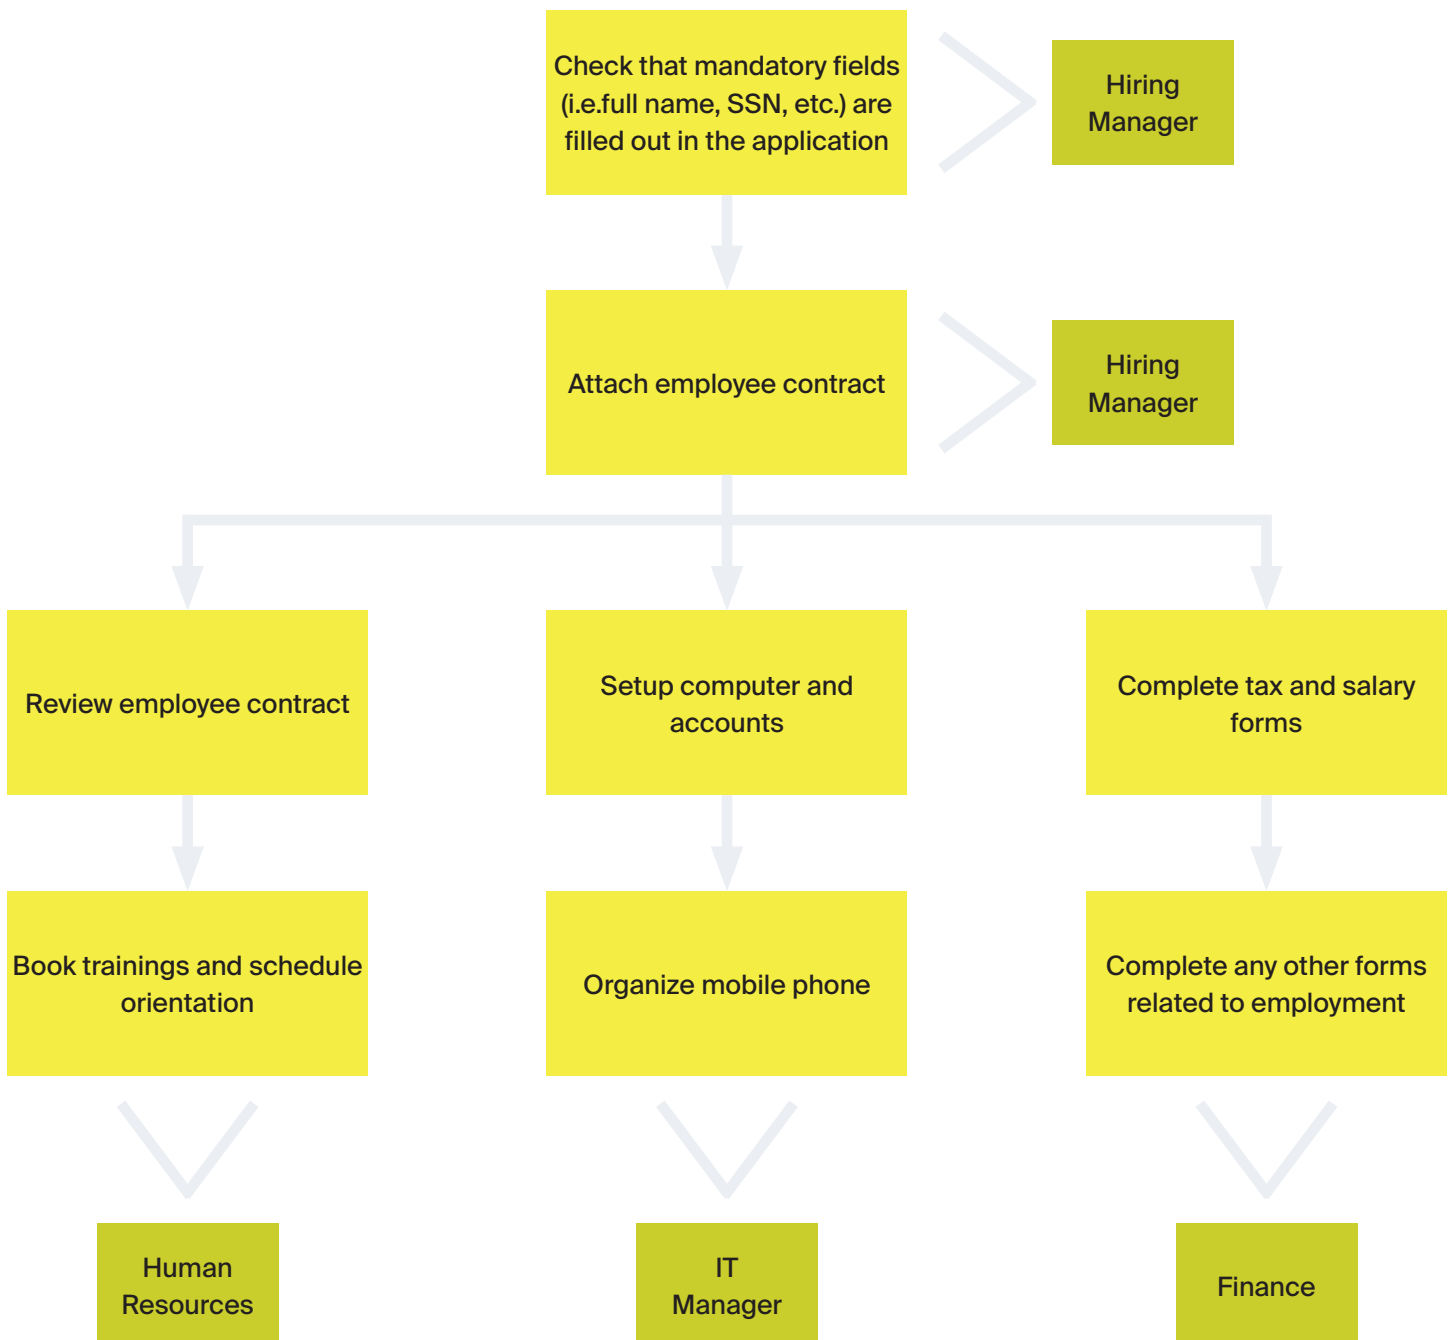 Check that mandatory fields
(i.e.full name, SSN, etc.) are
filled out in the application
Hiring
Manager
Attach employee contract
Hiring
Manager
Review employee contract
Setup computer and
accounts
Complete tax and salary
forms
Book trainings and schedule
orientation
Organize mobile phone
Complete any other forms
related to employment
Human
Resources
IT
Manager
Finance